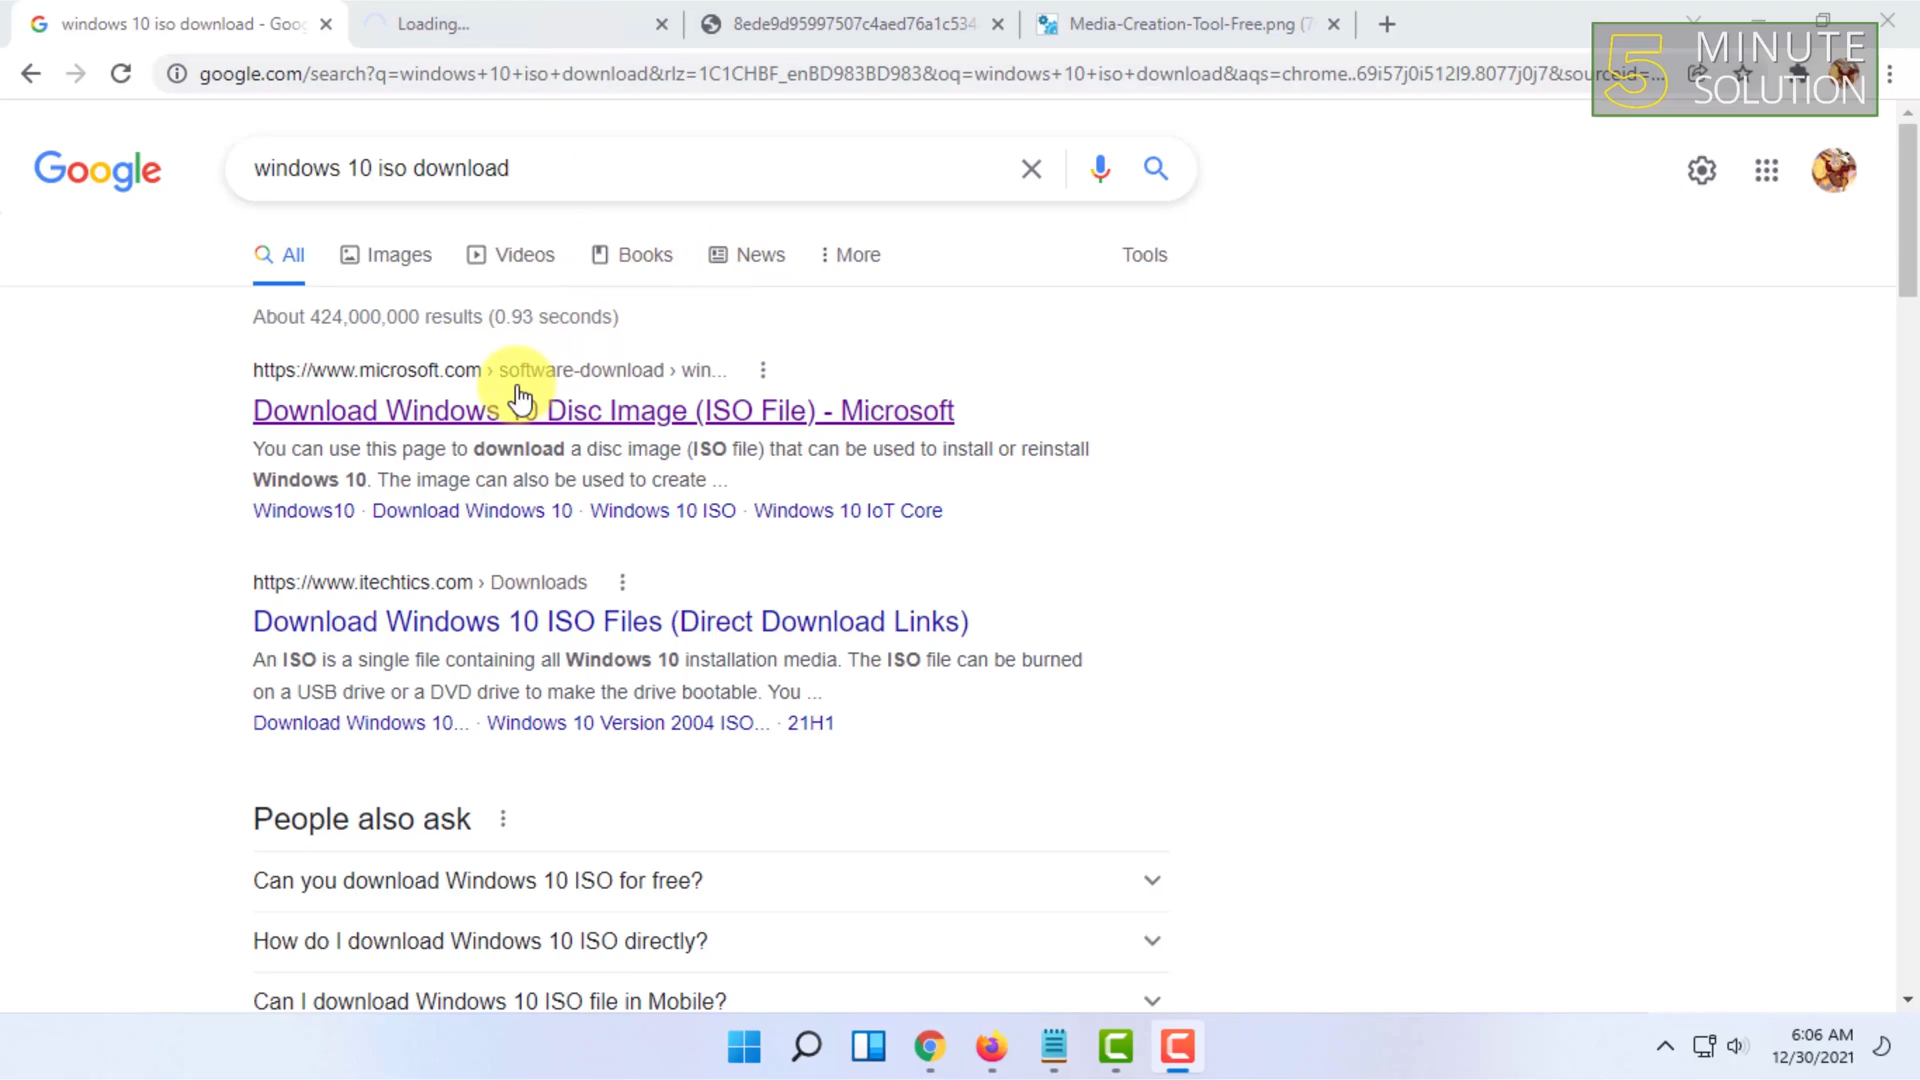 windows 10 iso download - Goog
Loading...
8ede9d95997507c4aed76a1c534
Media-Creation-Tool-Free.png (7
google.com/search?q=windows+10+iso+download&rlz=1C1CHBF_enBD983BD983&oq=windows+10+iso+download&aqs=chrome..69i57j0i512l9.8077j0j7&sourceid=...
5 MINUTE
SOLUTION
Google
windows 10 iso download
All
Images
Videos
Books
News
More
Tools
About 424,000,000 results (0.93 seconds)
https://www.microsoft.com › software-download › win...
Download Windows 10 Disc Image (ISO File) - Microsoft
You can use this page to download a disc image (ISO file) that can be used to install or reinstall
Windows 10. The image can also be used to create ...
Windows10 · Download Windows 10 · Windows 10 ISO · Windows 10 IoT Core
https://www.itechtics.com › Downloads
Download Windows 10 ISO Files (Direct Download Links)
An ISO is a single file containing all Windows 10 installation media. The ISO file can be burned
on a USB drive or a DVD drive to make the drive bootable. You ...
Download Windows 10... · Windows 10 Version 2004 ISO... · 21H1
People also ask
Can you download Windows 10 ISO for free?
How do I download Windows 10 ISO directly?
Can I download Windows 10 ISO file in Mobile?
6:06 AM
12/30/2021